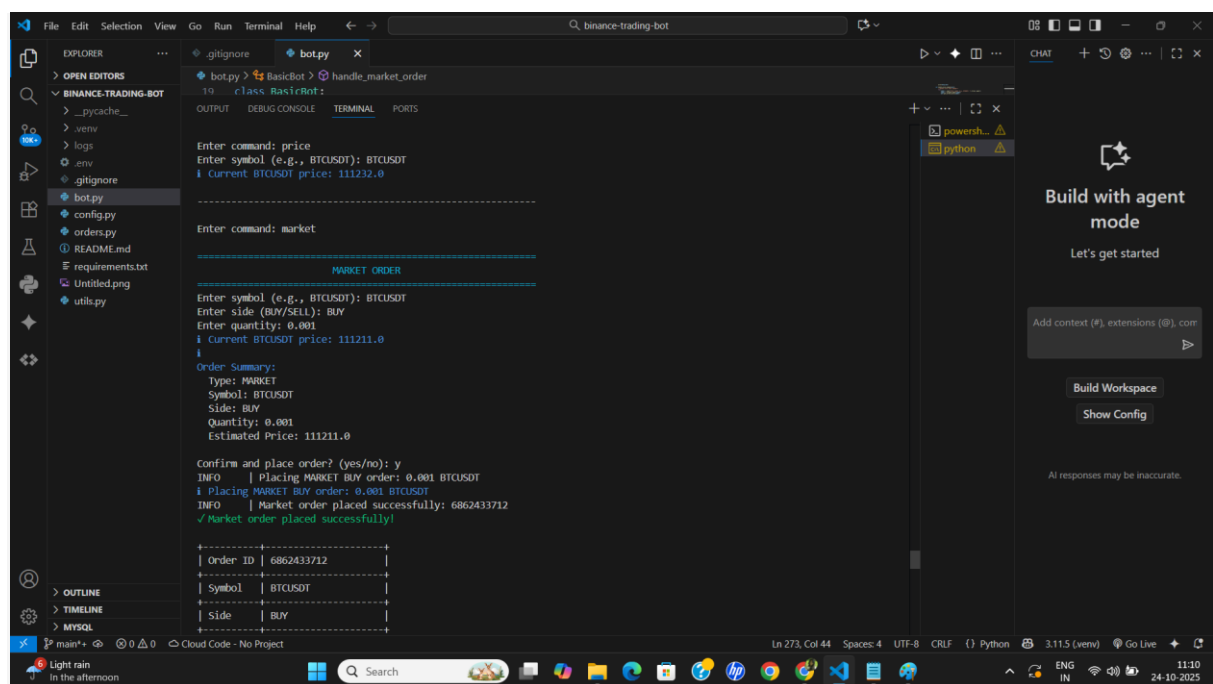 File Edit Selection View Go Run Terminal Help
binance-trading-bot
EXPLORER
OPEN EDITORS
BINANCE-TRADING-BOT
__pycache__
.venv
logs
.env
.gitignore
bot.py
config.py
orders.py
README.md
requirements.txt
Untitled.png
utils.py
OUTLINE
TIMELINE
MYSQL
10K+
.gitignore bot.py
bot.py > BasicBot > handle_market_order
19 class BasicBot:
OUTPUT DEBUG CONSOLE TERMINAL PORTS
powersh...
python
Enter command: price
Enter symbol (e.g., BTCUSDT): BTCUSDT
i Current BTCUSDT price: 111232.0
------------------------------------------------------------
Enter command: market
============================================================
MARKET ORDER
============================================================
Enter symbol (e.g., BTCUSDT): BTCUSDT
Enter side (BUY/SELL): BUY
Enter quantity: 0.001
i Current BTCUSDT price: 111211.0
i
Order Summary:
Type: MARKET
Symbol: BTCUSDT
Side: BUY
Quantity: 0.001
Estimated Price: 111211.0
Confirm and place order? (yes/no): y
INFO | Placing MARKET BUY order: 0.001 BTCUSDT
i Placing MARKET BUY order: 0.001 BTCUSDT
INFO | Market order placed successfully: 6862433712
✓ Market order placed successfully!
+----------+---------------------+
| Order ID | 6862433712 |
+----------+---------------------+
| Symbol | BTCUSDT |
+----------+---------------------+
| Side | BUY |
+----------+---------------------+
CHAT
Build with agent
mode
Let's get started
Add context (#), extensions (@), com
Build Workspace
Show Config
AI responses may be inaccurate.
main*+ 0 0 0 Cloud Code - No Project
Ln 273, Col 44 Spaces: 4 UTF-8 CRLF {} Python 3.11.5 (.venv) Go Live
6
Light rain
In the afternoon
Search
ENG
IN
11:10
24-10-2025